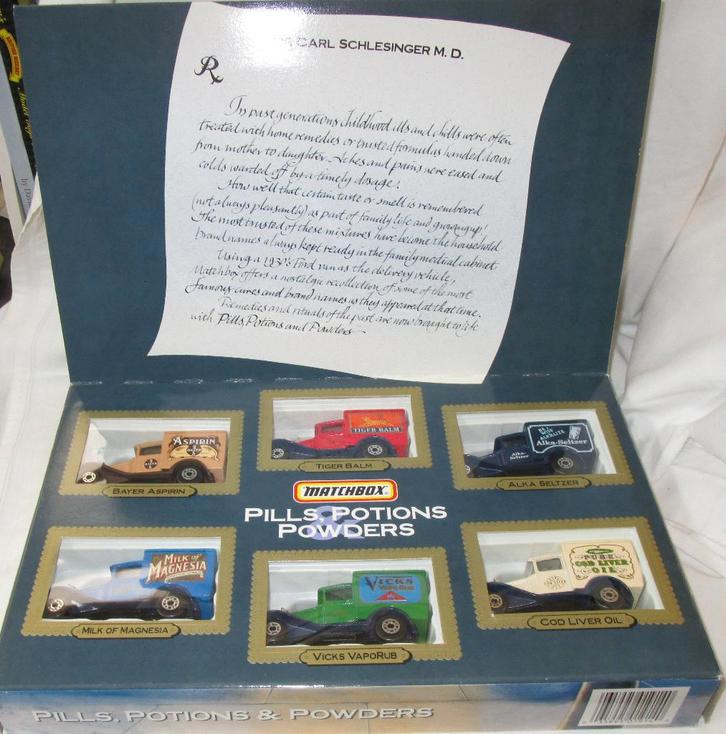 CARL SCHLESINGER M. D.
℞
In past generations childhood ills and chills were often
treated with home remedies or trusted formulas handed down
from mother to daughter. Aches and pains were eased and
colds warded off by a timely dosage!
How well that certain taste or smell is remembered
(not always pleasantly) as part of family life and growing up!
The most trusted of these mixtures have become the household
brand names always kept ready in the family medical cabinet
Using a 1930's Ford van as the delivery vehicle,
Matchbox offers a nostalgic recollection of some of the most
famous cures and brand names as they appeared at that time.
Remedies and rituals of the past are now brought to life
with Pills, Potions and Powders
ASPIRIN
BAYER ASPIRIN
TIGER BALM
TIGER BALM
Alka-Seltzer
Alka-Seltzer
ALKA SELTZER
MATCHBOX
PILLS, POTIONS
&
POWDERS
MILK OF
MAGNESIA
MILK OF MAGNESIA
VICKS
VapoRub
VICKS VAPORUB
PURE
COD LIVER
OIL
COD LIVER OIL
PILLS, POTIONS & POWDERS